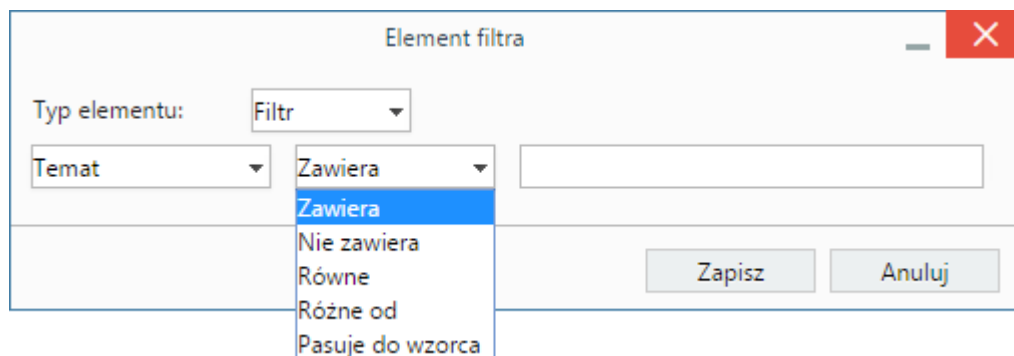 Element filtra
Typ elementu: Filtr
Temat Zawiera
Zawiera
Nie zawiera
Równe
Różne od
Pasuje do wzorca
Zapisz Anuluj